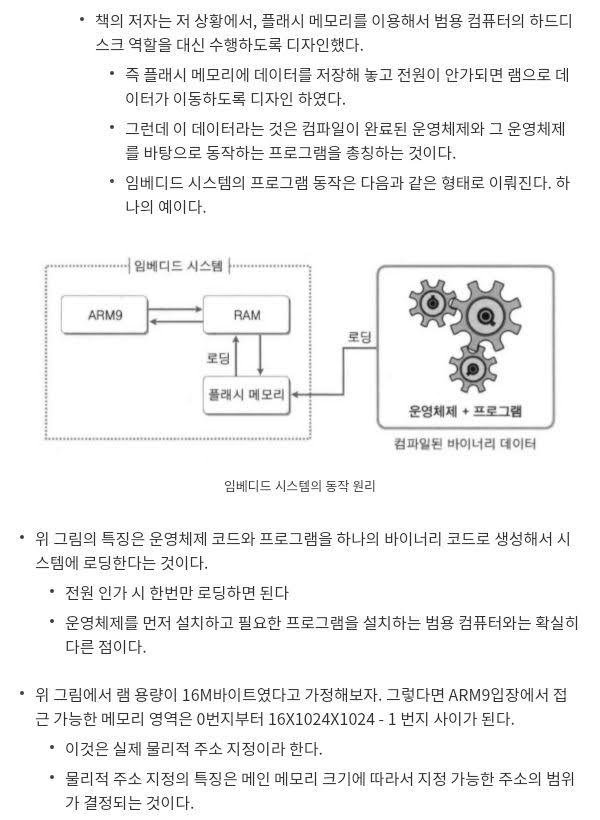 • 책의 저자는 저 상황에서, 플래시 메모리를 이용해서 범용 컴퓨터의 하드디
스크 역할을 대신 수행하도록 디자인했다.
• 즉 플래시 메모리에 데이터를 저장해 놓고 전원이 안가되면 램으로 데
이터가 이동하도록 디자인 하였다.
• 그런데 이 데이터라는 것은 컴파일이 완료된 운영체제와 그 운영체제
를 바탕으로 동작하는 프로그램을 총칭하는 것이다.
• 임베디드 시스템의 프로그램 동작은 다음과 같은 형태로 이뤄진다. 하
나의 예이다.
임베디드 시스템
ARM9
RAM
로딩
플래시 메모리
로딩
운영체제 + 프로그램
컴파일된 바이너리 데이터
임베디드 시스템의 동작 원리
• 위 그림의 특징은 운영체제 코드와 프로그램을 하나의 바이너리 코드로 생성해서 시
스템에 로딩한다는 것이다.
• 전원 인가 시 한번만 로딩하면 된다
• 운영체제를 먼저 설치하고 필요한 프로그램을 설치하는 범용 컴퓨터와는 확실히
다른 점이다.
• 위 그림에서 램 용량이 16M바이트였다고 가정해보자. 그렇다면 ARM9입장에서 접
근 가능한 메모리 영역은 0번지부터 16X1024X1024 - 1 번지 사이가 된다.
• 이것은 실제 물리적 주소 지정이라 한다.
• 물리적 주소 지정의 특징은 메인 메모리 크기에 따라서 지정 가능한 주소의 범위
가 결정되는 것이다.